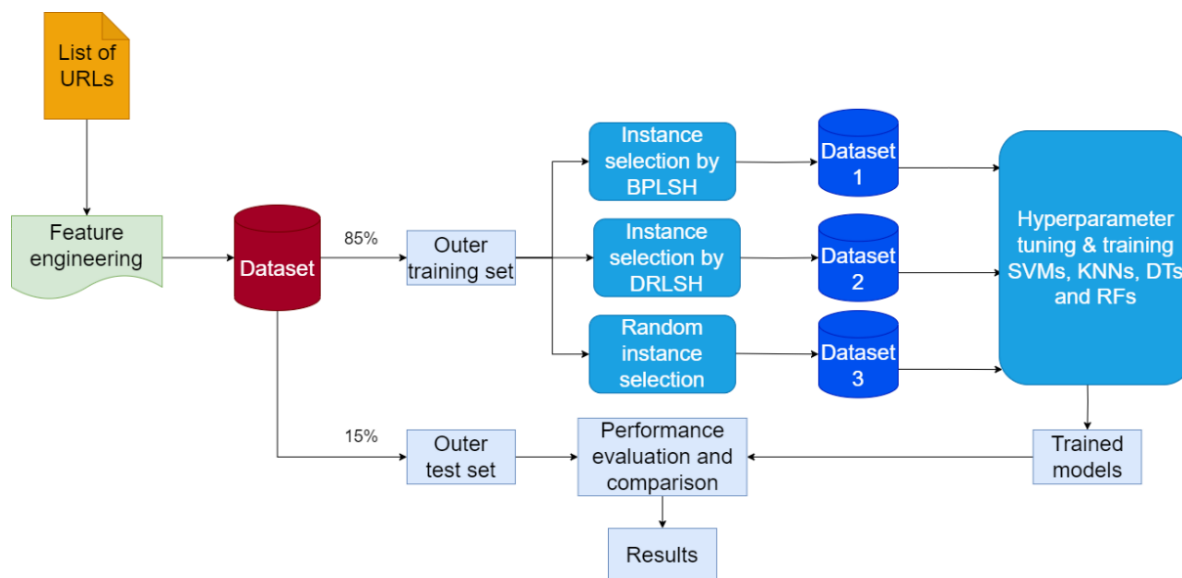 List of
URLs
Feature
engineering
Dataset
85%
Outer
training set
Instance
selection by
BPLSH
Dataset
1
Instance
selection by
DRLSH
Dataset
2
Random
instance
selection
Dataset
3
Hyperparameter
tuning & training
SVMs, KNNs, DTs
and RFs
15%
Outer
test set
Performance
evaluation and
comparison
Trained
models
Results